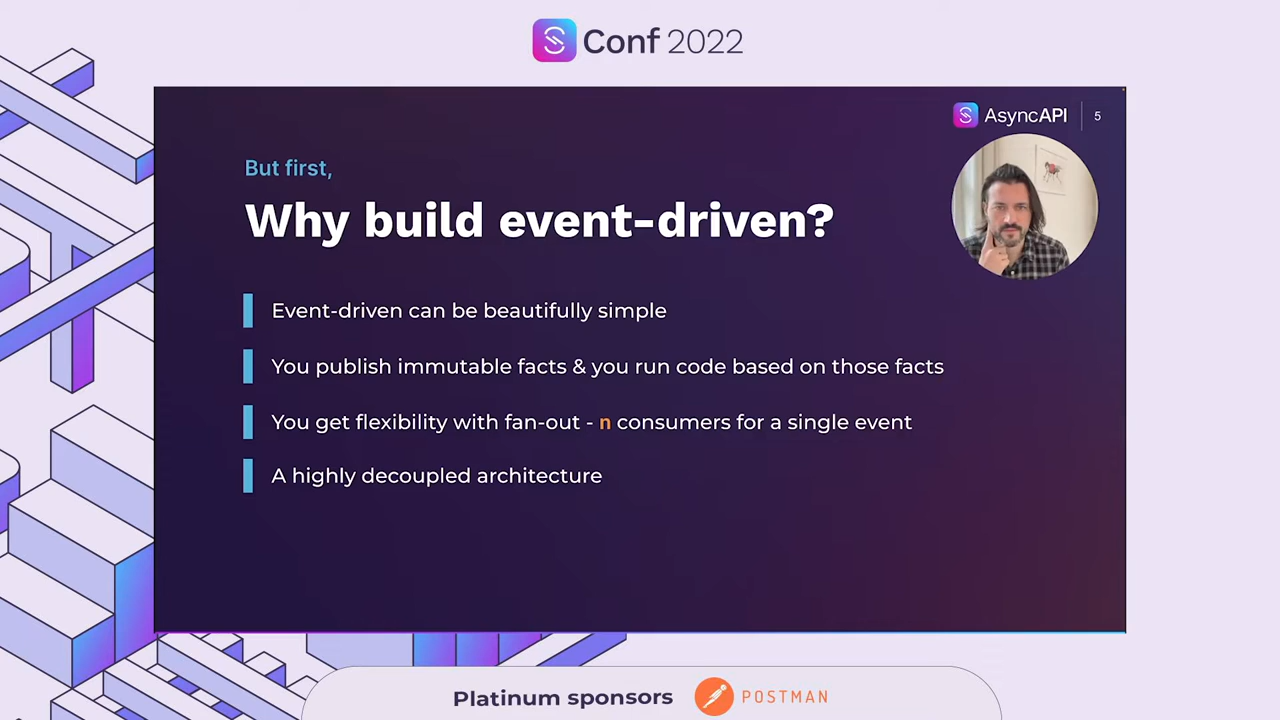 Conf 2022
AsyncAPI 5
But first,
Why build event-driven?
Event-driven can be beautifully simple
You publish immutable facts & you run code based on those facts
You get flexibility with fan-out - n consumers for a single event
A highly decoupled architecture
Platinum sponsors POSTMAN